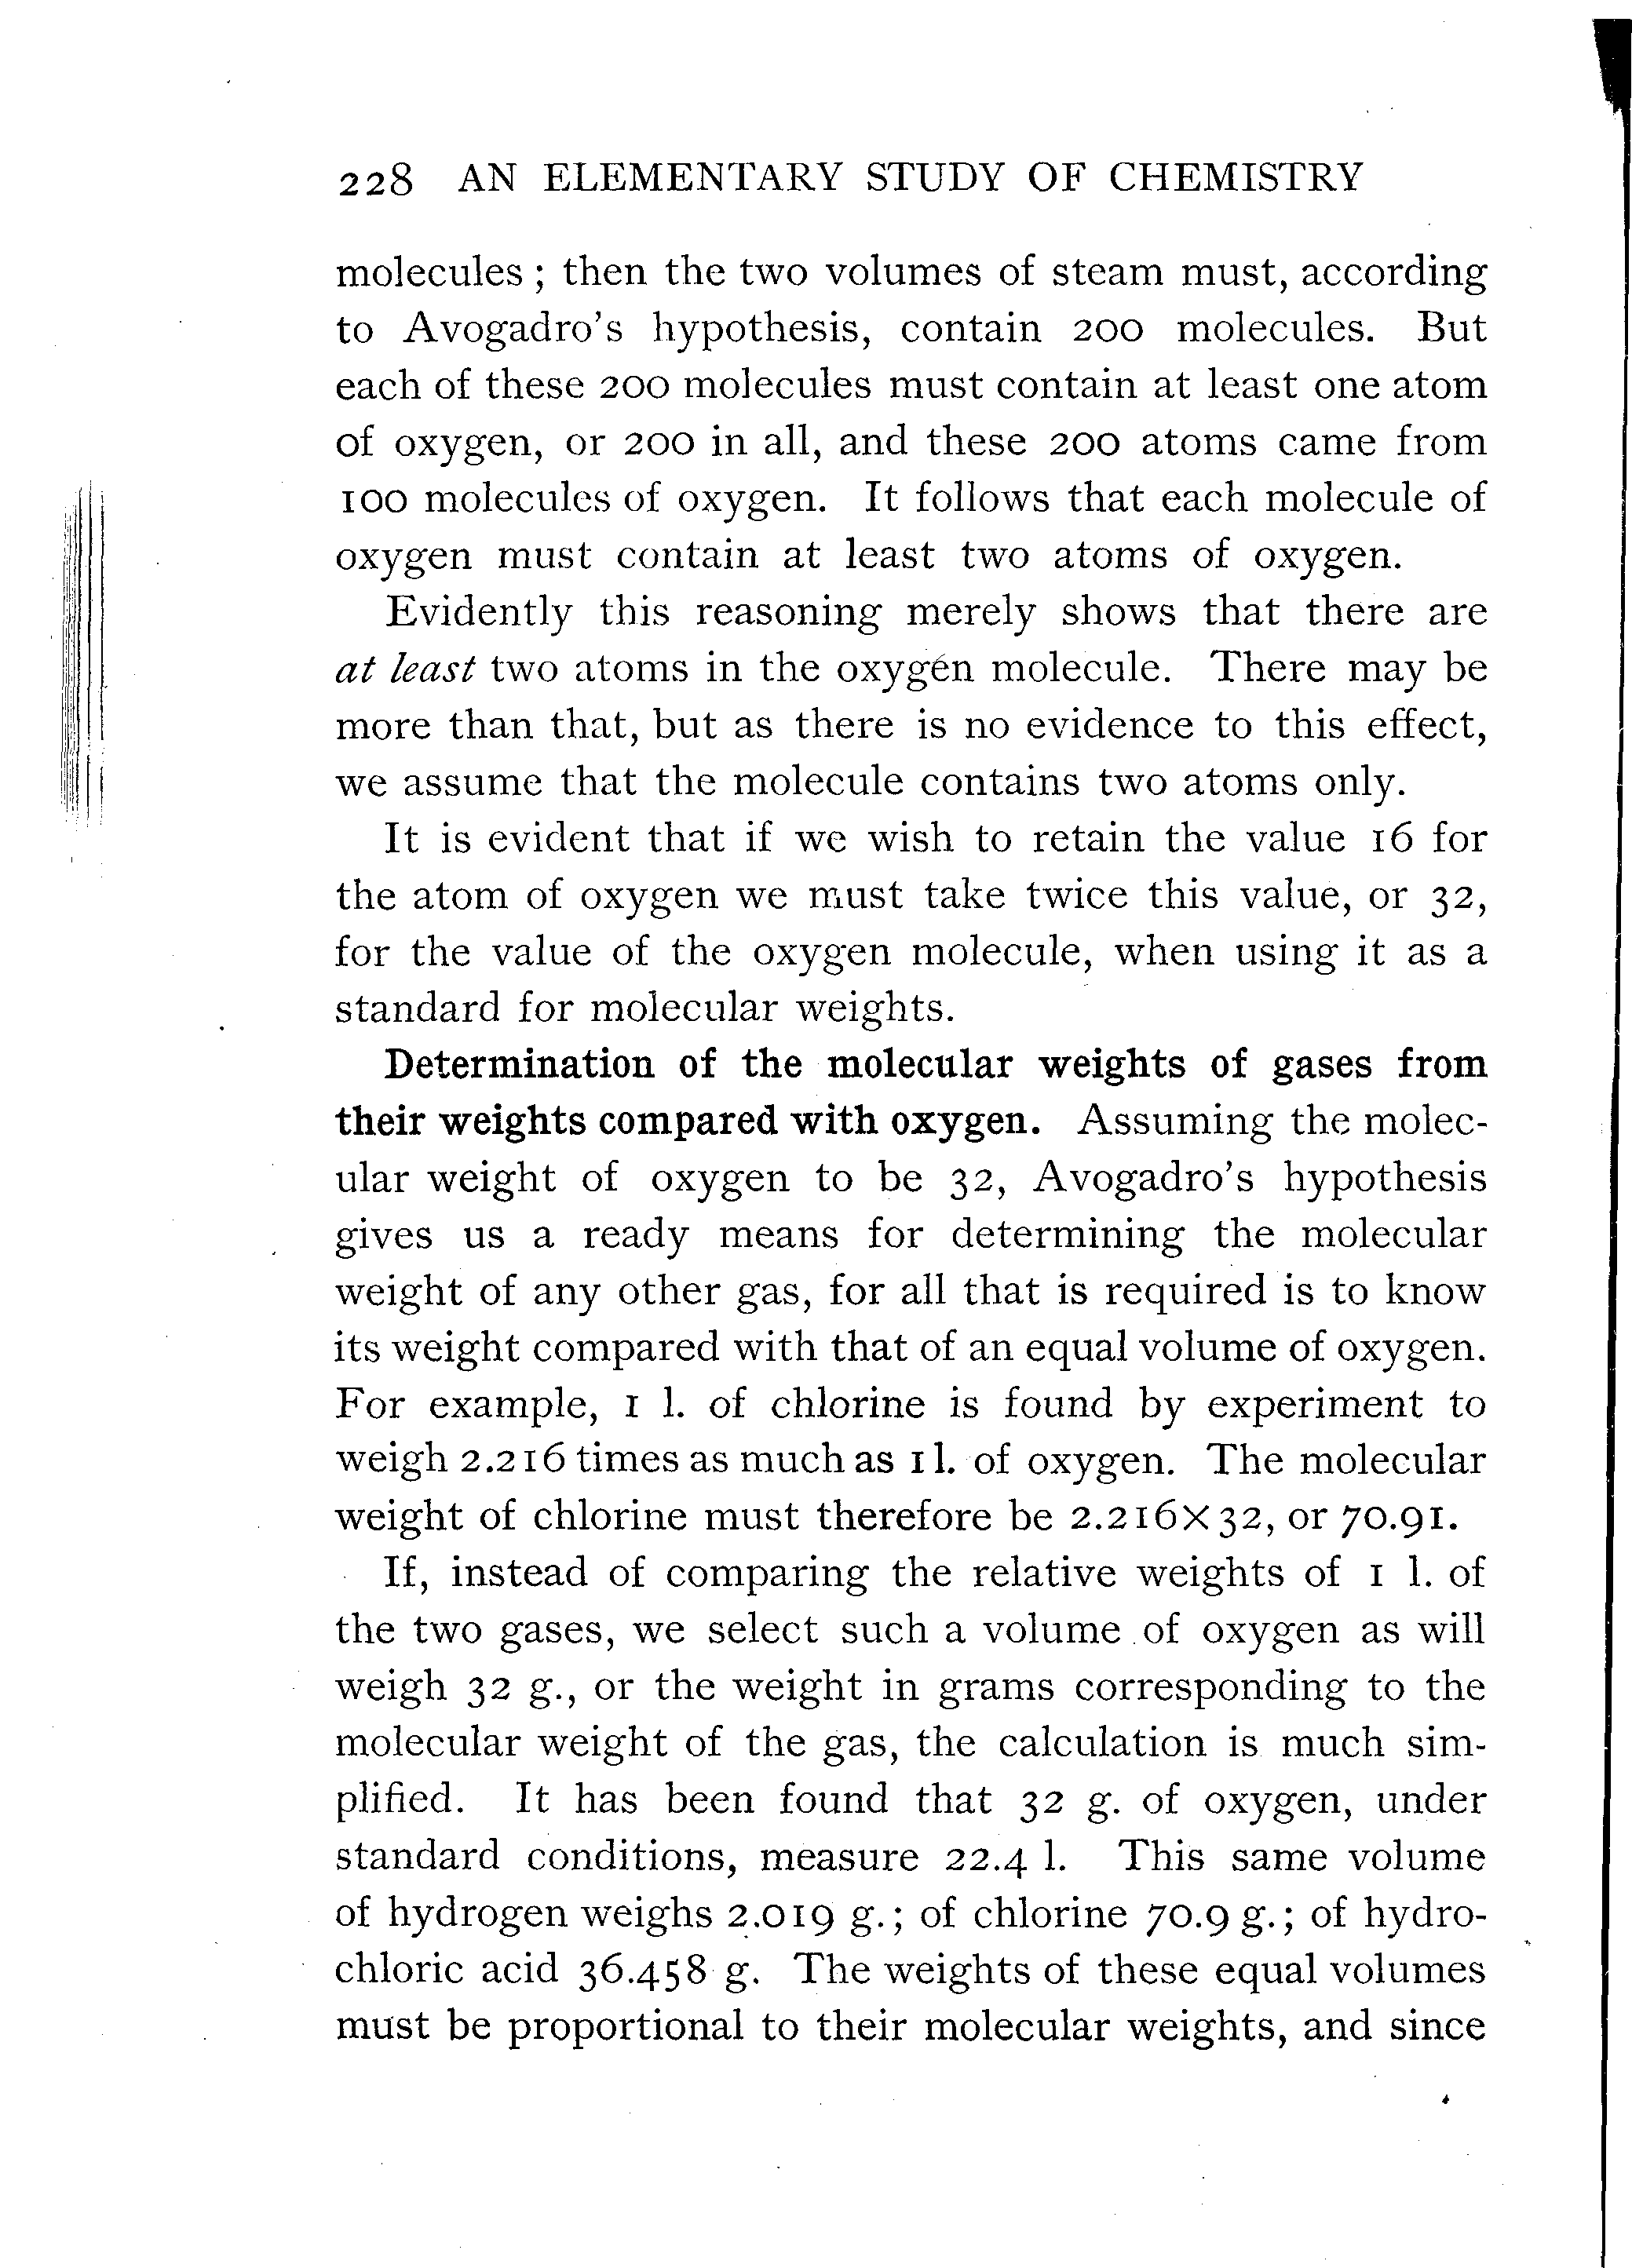 228 AN ELEMENTARY STUDY OF CHEMISTRY
molecules ; then the two volumes of steam must, according
to Avogadro's hypothesis, contain 200 molecules. But
each of these 200 molecules must contain at least one atom
of oxygen, or 200 in all, and these 200 atoms came from
100 molecules of oxygen. It follows that each molecule of
oxygen must contain at least two atoms of oxygen.
Evidently this reasoning merely shows that there are
at least two atoms in the oxygen molecule. There may be
more than that, but as there is no evidence to this effect,
we assume that the molecule contains two atoms only.
It is evident that if we wish to retain the value 16 for
the atom of oxygen we must take twice this value, or 32,
for the value of the oxygen molecule, when using it as a
standard for molecular weights.
Determination of the molecular weights of gases from
their weights compared with oxygen. Assuming the molec-
ular weight of oxygen to be 32, Avogadro's hypothesis
gives us a ready means for determining the molecular
weight of any other gas, for all that is required is to know
its weight compared with that of an equal volume of oxygen.
For example, 1 l. of chlorine is found by experiment to
weigh 2.216 times as much as 1 l. of oxygen. The molecular
weight of chlorine must therefore be 2.216 × 32, or 70.91.
If, instead of comparing the relative weights of 1 l. of
the two gases, we select such a volume of oxygen as will
weigh 32 g., or the weight in grams corresponding to the
molecular weight of the gas, the calculation is much sim-
plified. It has been found that 32 g. of oxygen, under
standard conditions, measure 22.4 l. This same volume
of hydrogen weighs 2.019 g.; of chlorine 70.9 g.; of hydro-
chloric acid 36.458 g. The weights of these equal volumes
must be proportional to their molecular weights, and since